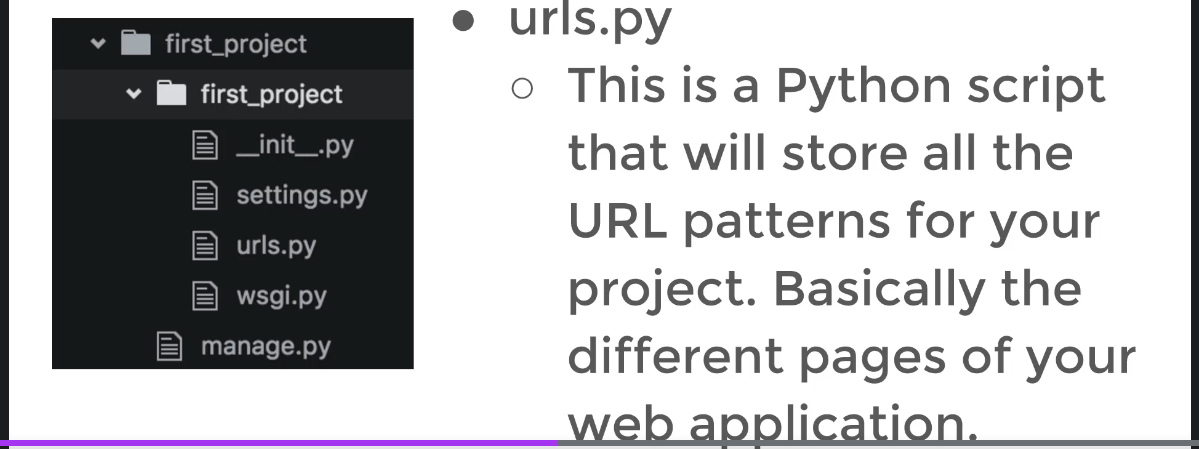 first_project
first_project
__init__.py
settings.py
urls.py
wsgi.py
manage.py
● urls.py
○ This is a Python script
that will store all the
URL patterns for your
project. Basically the
different pages of your
web application.